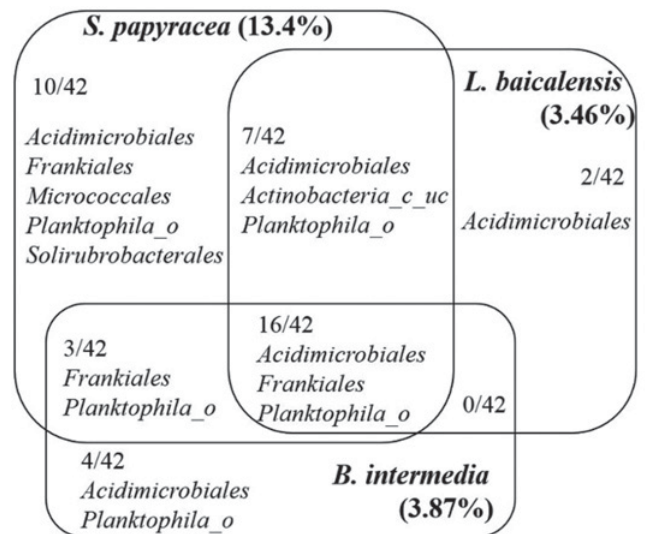 S. papyracea (13.4%)
10/42
Acidimicrobiales
Frankiales
Micrococcales
Planktophila_o
Solirubrobacterales
7/42
Acidimicrobiales
Actinobacteria_c_uc
Planktophila_o
L. baicalensis
(3.46%)
2/42
Acidimicrobiales
3/42
Frankiales
Planktophila_o
16/42
Acidimicrobiales
Frankiales
Planktophila_o
0/42
4/42
Acidimicrobiales
Planktophila_o
B. intermedia
(3.87%)